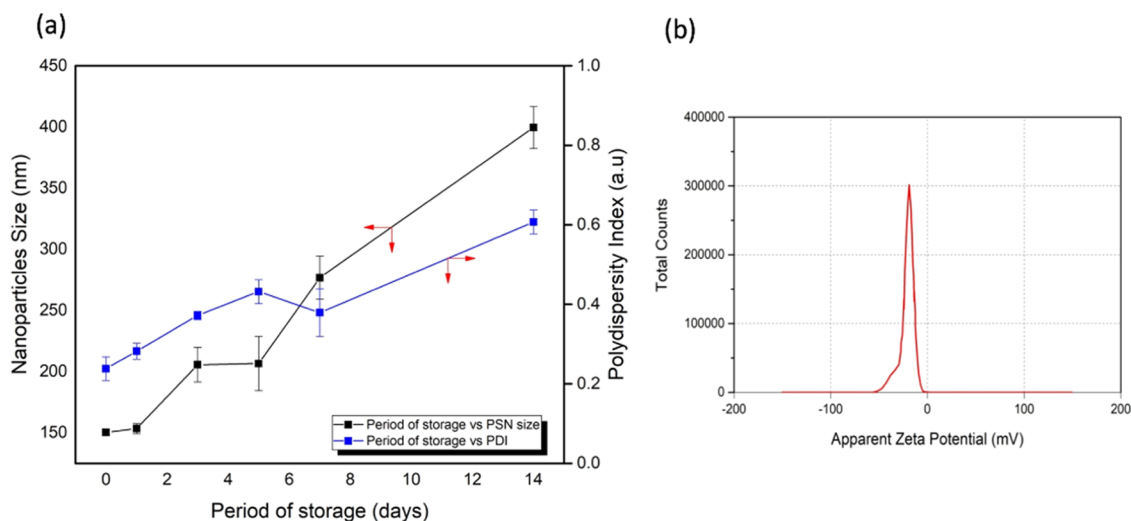 (a)
450
400
350
300
250
200
150
Nanoparticles Size (nm)
1.0
0.8
0.6
0.4
0.2
0.0
Polydispersity Index (a.u)
Period of storage vs PSN size
Period of storage vs PDI
0 2 4 6 8 10 12 14
Period of storage (days)
(b)
400000
300000
200000
100000
0
Total Counts
-200 -100 0 100 200
Apparent Zeta Potential (mV)